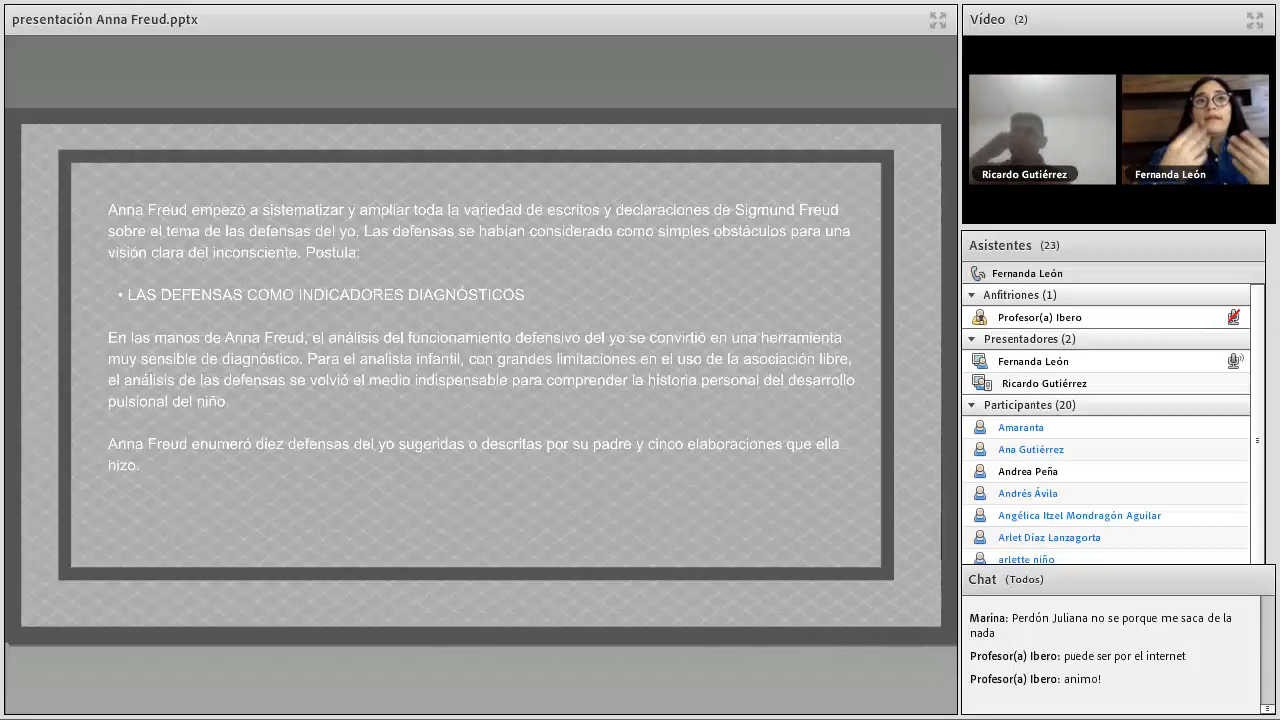 presentación Anna Freud.pptx
Anna Freud empezó a sistematizar y ampliar toda la variedad de escritos y declaraciones de Sigmund Freud
sobre el tema de las defensas del yo. Las defensas se habían considerado como simples obstáculos para una
visión clara del inconsciente. Postula:
• LAS DEFENSAS COMO INDICADORES DIAGNÓSTICOS
En las manos de Anna Freud, el análisis del funcionamiento defensivo del yo se convirtió en una herramienta
muy sensible de diagnóstico. Para el analista infantil, con grandes limitaciones en el uso de la asociación libre,
el análisis de las defensas se volvió el medio indispensable para comprender la historia personal del desarrollo
pulsional del niño.
Anna Freud enumeró diez defensas del yo sugeridas o descritas por su padre y cinco elaboraciones que ella
hizo.
Vídeo (2)
Ricardo Gutiérrez
Fernanda León
Asistentes (23)
Fernanda León
Anfitriones (1)
Profesor(a) Ibero
Presentadores (2)
Fernanda León
Ricardo Gutiérrez
Participantes (20)
Amaranta
Ana Gutiérrez
Andrea Peña
Andrés Ávila
Angélica Itzel Mondragón Aguilar
Arlet Díaz Lanzagorta
arlette niño
Chat (Todos)
Marina: Perdón Juliana no se porque me saca de la
nada
Profesor(a) Ibero: puede ser por el internet
Profesor(a) Ibero: animo!